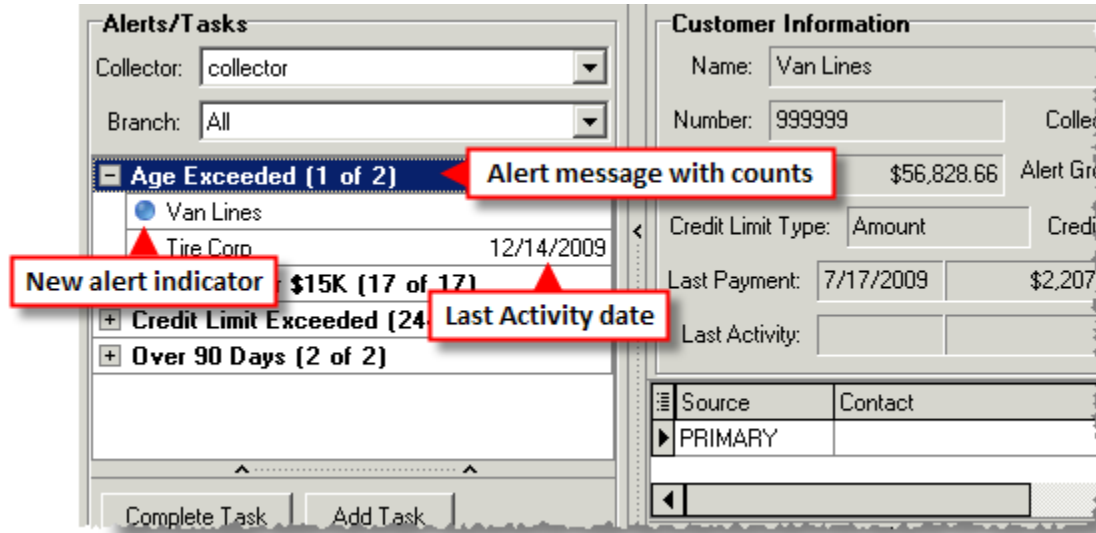 Alerts/Tasks
Collector: collector
Branch: All
Age Exceeded (1 of 2)
Alert message with counts
Van Lines
Tire Corp 12/14/2009
New alert indicator
$15K (17 of 17)
Last Activity date
Credit Limit Exceeded (24
Over 90 Days (2 of 2)
Complete Task Add Task
Customer Information
Name: Van Lines
Number: 999999
$56,828.66 Alert
Credit Limit Type: Amount
Last Payment: 7/17/2009 $2,207
Last Activity:
Source Contact
PRIMARY